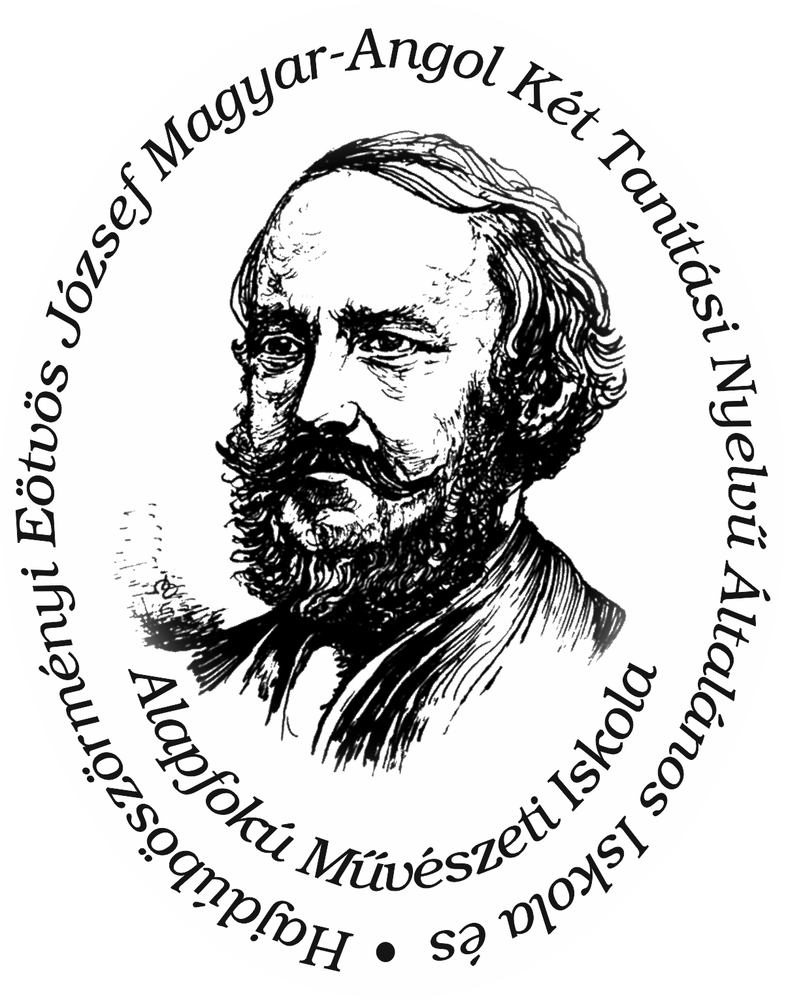 Hajdúböszörményi Eötvös József Magyar-Angol Két Tanítási Nyelvű Általános Iskola és
Alapfokú Művészeti Iskola